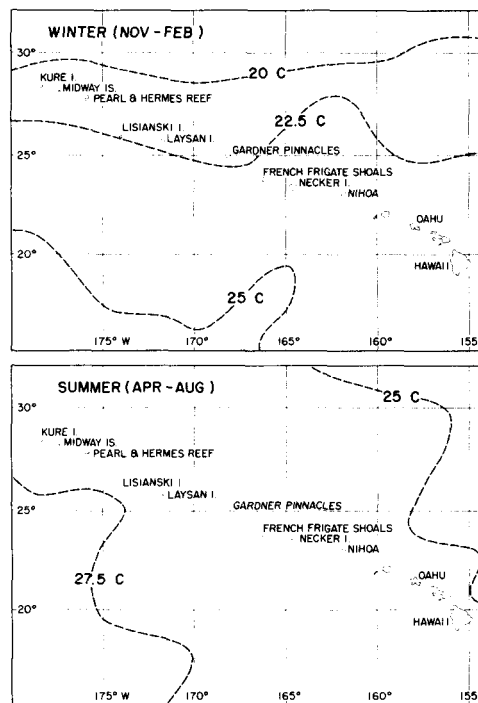 WINTER (NOV - FEB)
30°
20 C
KURE I.
MIDWAY IS.
PEARL & HERMES REEF
22.5 C
LISIANSKI I.
LAYSAN I.
25°
GARDNER PINNACLES
FRENCH FRIGATE SHOALS
NECKER I.
NIHOA
OAHU
20°
HAWAII
25 C
175° W
170°
165°
160°
155
SUMMER (APR - AUG)
25 C
30°
KURE I.
MIDWAY IS.
PEARL & HERMES REEF
LISIANSKI I
LAYSAN I.
25°
GARDNER PINNACLES
FRENCH FRIGATE SHOALS
NECKER I.
NIHOA
27.5 C
OAHU
20°
HAWAII
175° W
170°
165°
160°
155